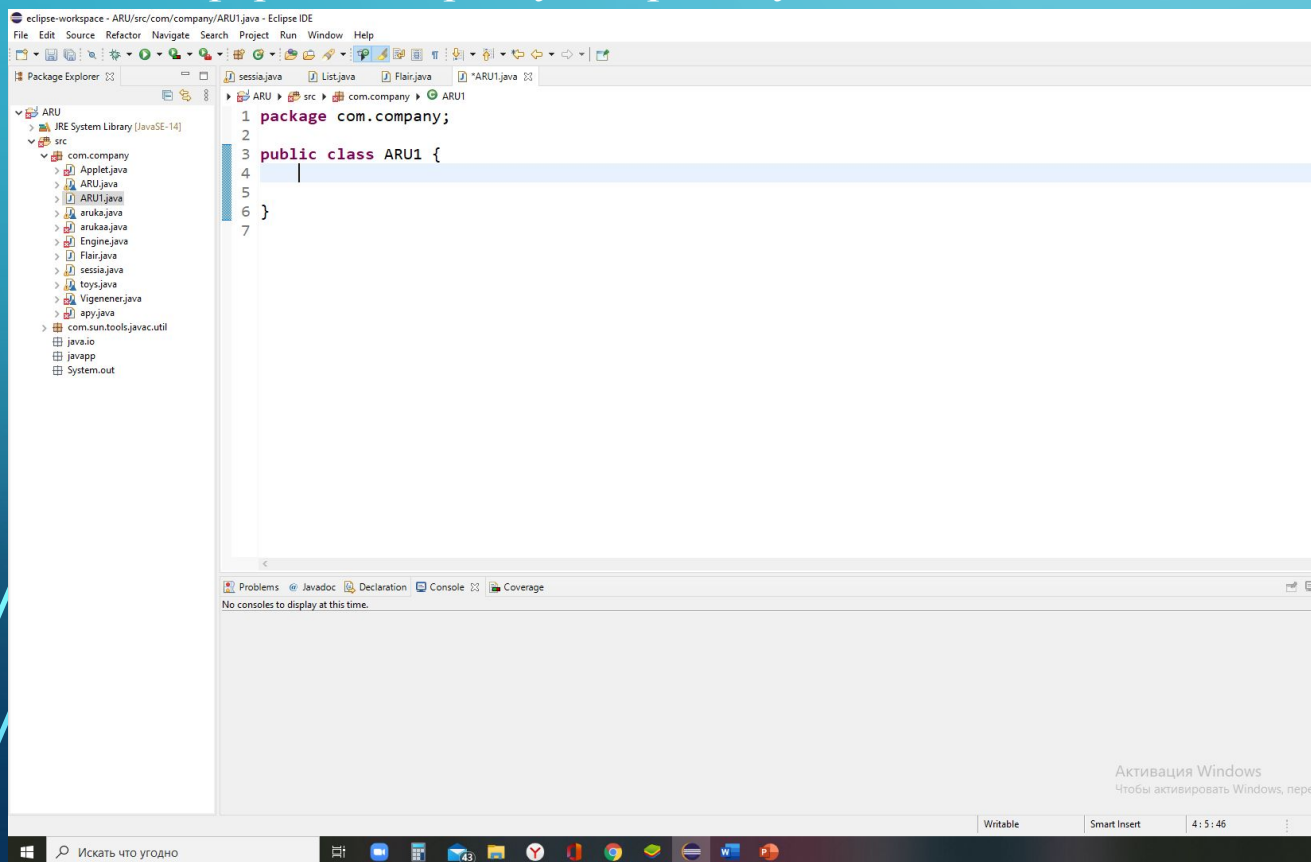 eclipse-workspace - ARU/src/com/company/ARU1.java - Eclipse IDE
File Edit Source Refactor Navigate Search Project Run Window Help
Package Explorer
sessia.java List.java Flair.java *ARU1.java
ARU src com.company ARU1
ARU
JRE System Library [JavaSE-14]
src
com.company
Applet.java
ARU.java
ARU1.java
aruka.java
arukaa.java
Engine.java
Flair.java
sessia.java
toys.java
Vigenener.java
apy.java
com.sun.tools.javac.util
java.io
javapp
System.out
1 package com.company;
2
3 public class ARU1 {
4
5
6 }
7
Problems @ Javadoc Declaration Console Coverage
No consoles to display at this time.
Активация Windows
Чтобы активировать Windows, пере
Writable Smart Insert 4 : 5 : 46
Искать что угодно
43